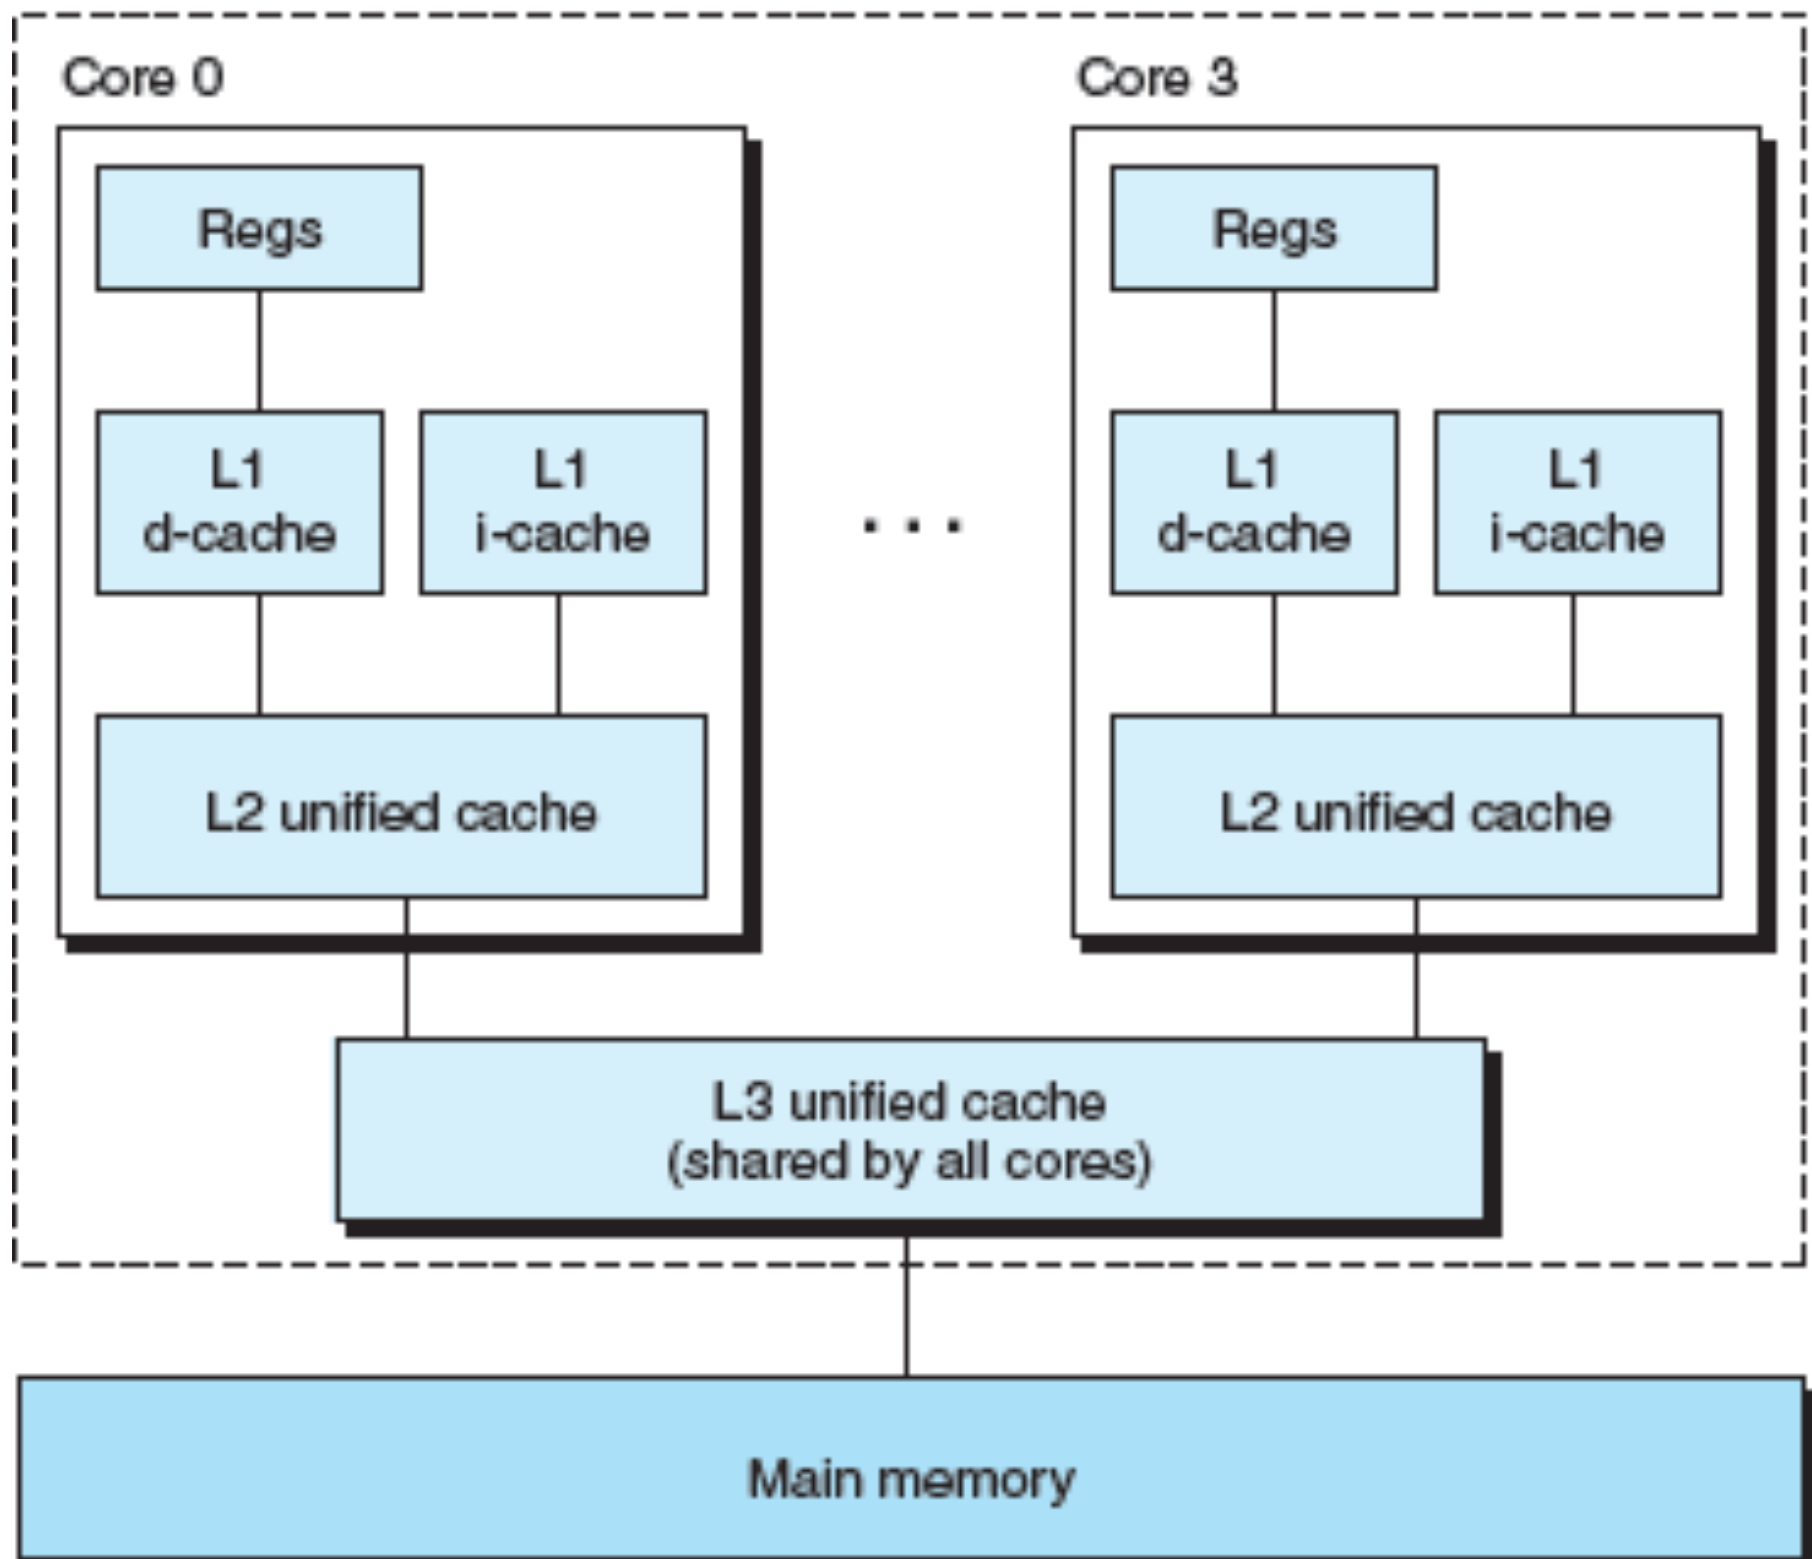 Core 0
Regs
L1
d-cache
L1
i-cache
L2 unified cache
...
Core 3
Regs
L1
d-cache
L1
i-cache
L2 unified cache
L3 unified cache
(shared by all cores)
Main memory